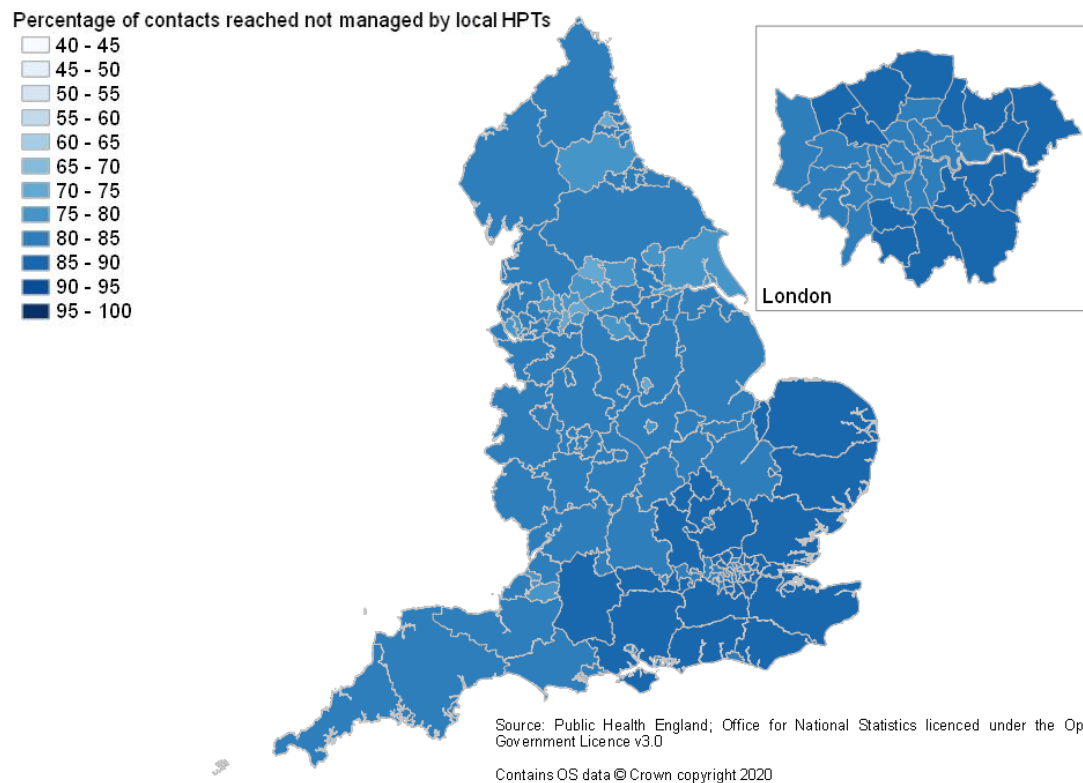 Percentage of contacts reached not managed by local HPTs
40 - 45
45 - 50
50 - 55
55 - 60
60 - 65
65 - 70
70 - 75
75 - 80
80 - 85
85 - 90
90 - 95
95 - 100
London
Source: Public Health England; Office for National Statistics licenced under the Op
Government Licence v3.0
Contains OS data © Crown copyright 2020